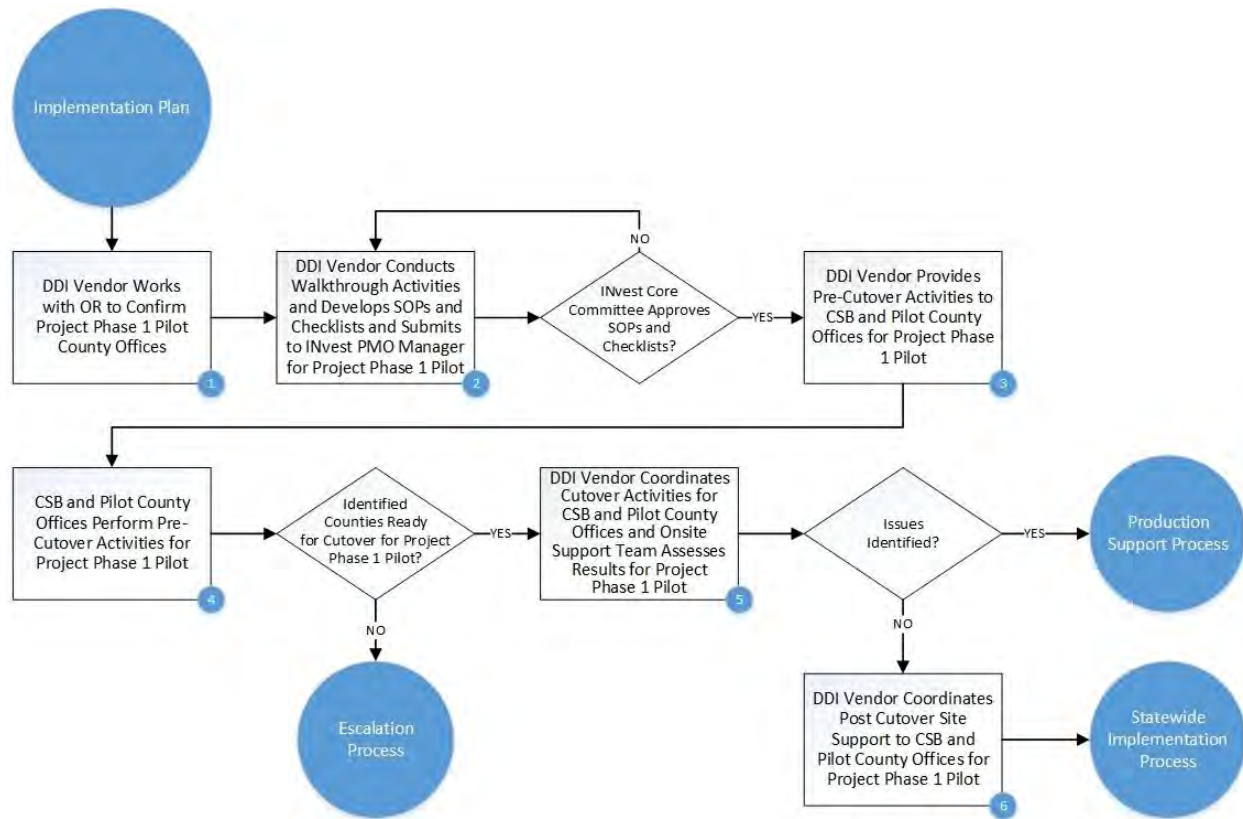 Implementation Plan
DDI Vendor Works
with OR to Confirm
Project Phase 1 Pilot
County Offices
1
DDI Vendor Conducts
Walkthrough Activities
and Develops SOPs and
Checklists and Submits
to INvest PMO Manager
for Project Phase 1 Pilot
2
NO
INvest Core
Committee Approves
SOPs and
Checklists?
YES
DDI Vendor Provides
Pre-Cutover Activities to
CSB and Pilot County
Offices for Project Phase
1 Pilot
3
CSB and Pilot County
Offices Perform Pre-
Cutover Activities for
Project Phase 1 Pilot
4
Identified
Counties Ready
for Cutover for Project
Phase 1 Pilot?
YES
NO
Escalation
Process
DDI Vendor Coordinates
Cutover Activities for
CSB and Pilot County
Offices and Onsite
Support Team Assesses
Results for Project
Phase 1 Pilot
5
Issues
Identified?
YES
Production
Support Process
NO
DDI Vendor Coordinates
Post Cutover Site
Support to CSB and
Pilot County Offices for
Project Phase 1 Pilot
6
Statewide
Implementation
Process